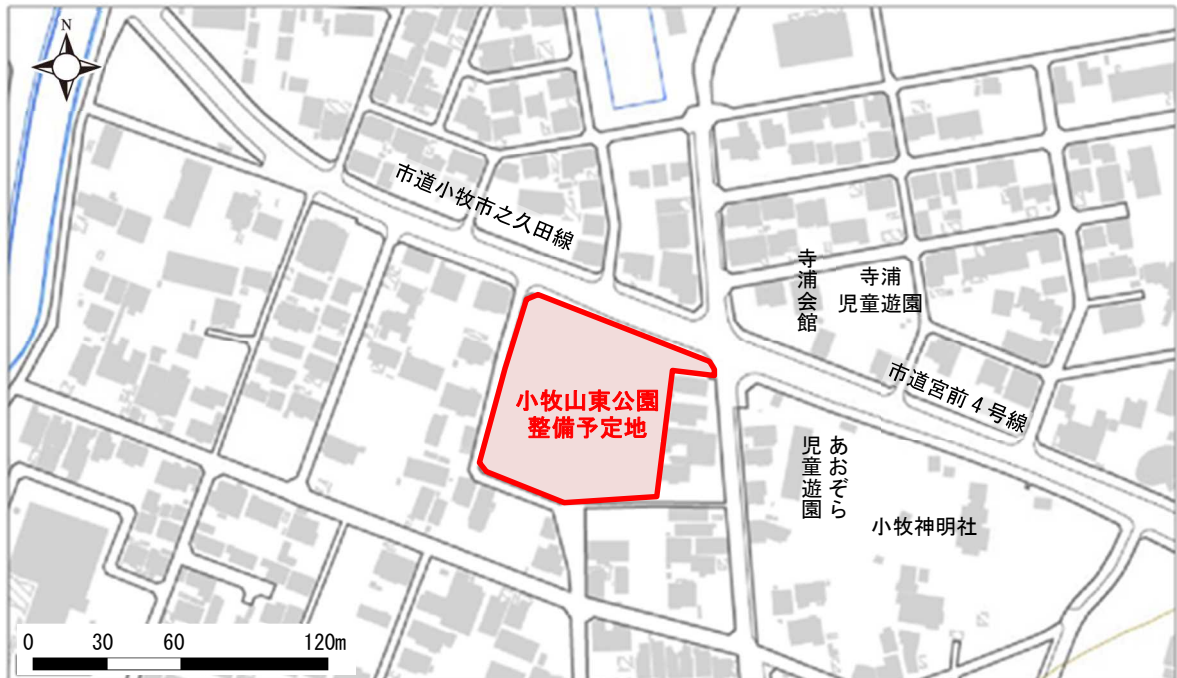 N
市道小牧市之久田線
寺浦会館
寺浦
児童遊園
市道宮前4号線
小牧山東公園
整備予定地
あおぞら
児童遊園
小牧神明社
0 30 60 120m